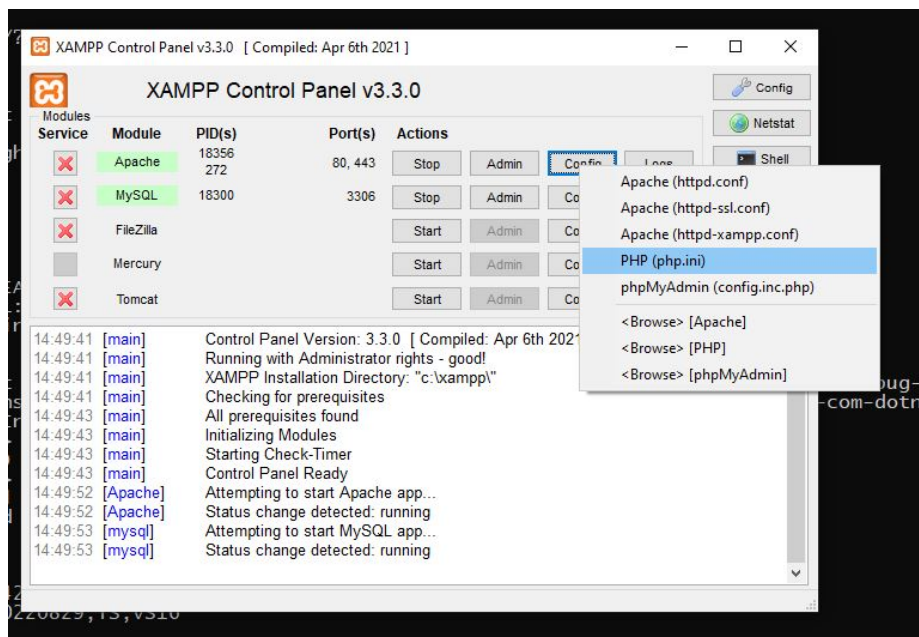 XAMPP Control Panel v3.3.0 [ Compiled: Apr 6th 2021 ]
XAMPP Control Panel v3.3.0
Config
Modules
Service Module PID(s) Port(s) Actions
Netstat
Apache 18356 272 80, 443 Stop Admin Config Logs
Shell
MySQL 18300 3306 Stop Admin Co
FileZilla Start Admin Co
Mercury Start Admin Co
Tomcat Start Admin Co
Apache (httpd.conf)
Apache (httpd-ssl.conf)
Apache (httpd-xampp.conf)
PHP (php.ini)
phpMyAdmin (config.inc.php)
<Browse> [Apache]
<Browse> [PHP]
<Browse> [phpMyAdmin]
14:49:41 [main] Control Panel Version: 3.3.0 [ Compiled: Apr 6th 2021
14:49:41 [main] Running with Administrator rights - good!
14:49:41 [main] XAMPP Installation Directory: "c:\xampp\"
14:49:41 [main] Checking for prerequisites
14:49:43 [main] All prerequisites found
14:49:43 [main] Initializing Modules
14:49:43 [main] Starting Check-Timer
14:49:43 [main] Control Panel Ready
14:49:52 [Apache] Attempting to start Apache app...
14:49:52 [Apache] Status change detected: running
14:49:53 [mysql] Attempting to start MySQL app...
14:49:53 [mysql] Status change detected: running
oug-
-com-dotn